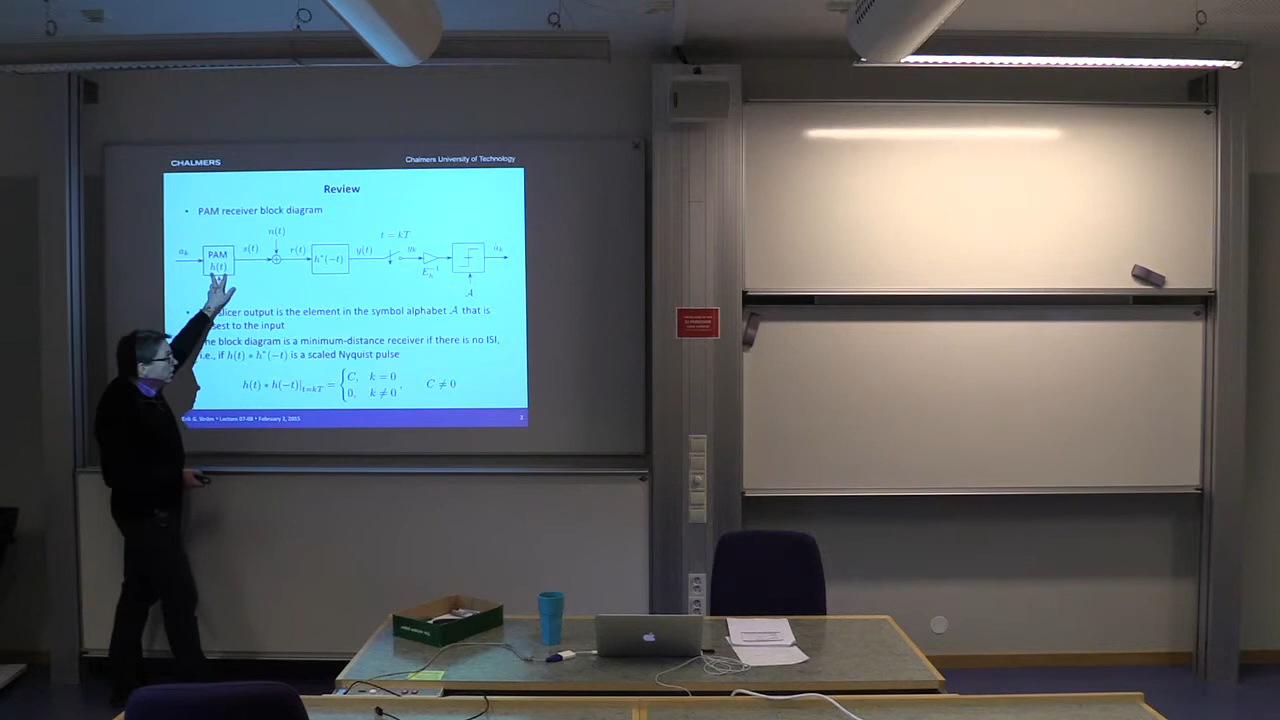 CHALMERS
Chalmers University of Technology
Review
• PAM receiver block diagram
n(t)
t = kT
a_k
PAM
h(t)
s(t)
r(t)
h*(−t)
y(t)
y_k
E_h^{-1}
â_k
𝒜
licer output is the element in the symbol alphabet 𝒜 that is
sest to the input
he block diagram is a minimum-distance receiver if there is no ISI,
i.e., if h(t) ∗ h*(−t) is a scaled Nyquist pulse
h(t) ∗ h(−t)|_{t=kT} = { C, k = 0
0, k ≠ 0 , C ≠ 0
Erik G. Ström • Lecture 07-08 • February 2, 2015
2